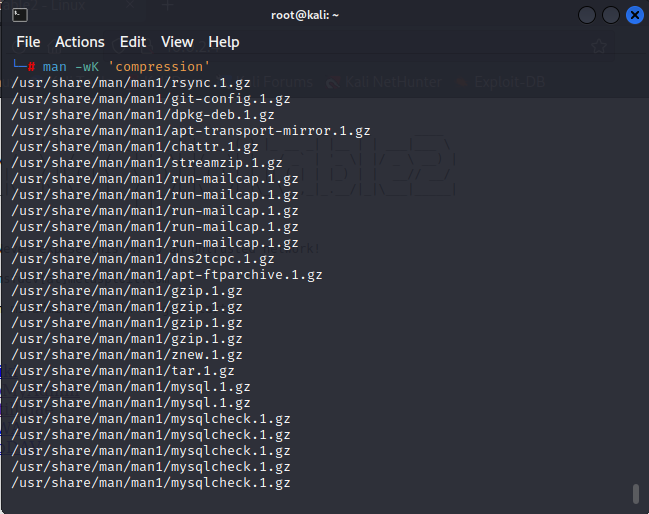 root@kali: ~
File Actions Edit View Help
└─# man -wK 'compression'
/usr/share/man/man1/rsync.1.gz
/usr/share/man/man1/git-config.1.gz
/usr/share/man/man1/dpkg-deb.1.gz
/usr/share/man/man1/apt-transport-mirror.1.gz
/usr/share/man/man1/chattr.1.gz
/usr/share/man/man1/streamzip.1.gz
/usr/share/man/man1/run-mailcap.1.gz
/usr/share/man/man1/run-mailcap.1.gz
/usr/share/man/man1/run-mailcap.1.gz
/usr/share/man/man1/run-mailcap.1.gz
/usr/share/man/man1/run-mailcap.1.gz
/usr/share/man/man1/dns2tcpc.1.gz
/usr/share/man/man1/apt-ftparchive.1.gz
/usr/share/man/man1/gzip.1.gz
/usr/share/man/man1/gzip.1.gz
/usr/share/man/man1/gzip.1.gz
/usr/share/man/man1/gzip.1.gz
/usr/share/man/man1/znew.1.gz
/usr/share/man/man1/tar.1.gz
/usr/share/man/man1/mysql.1.gz
/usr/share/man/man1/mysql.1.gz
/usr/share/man/man1/mysqlcheck.1.gz
/usr/share/man/man1/mysqlcheck.1.gz
/usr/share/man/man1/mysqlcheck.1.gz
/usr/share/man/man1/mysqlcheck.1.gz
/usr/share/man/man1/mysqlcheck.1.gz
Forums Kali NetHunter Exploit-DB